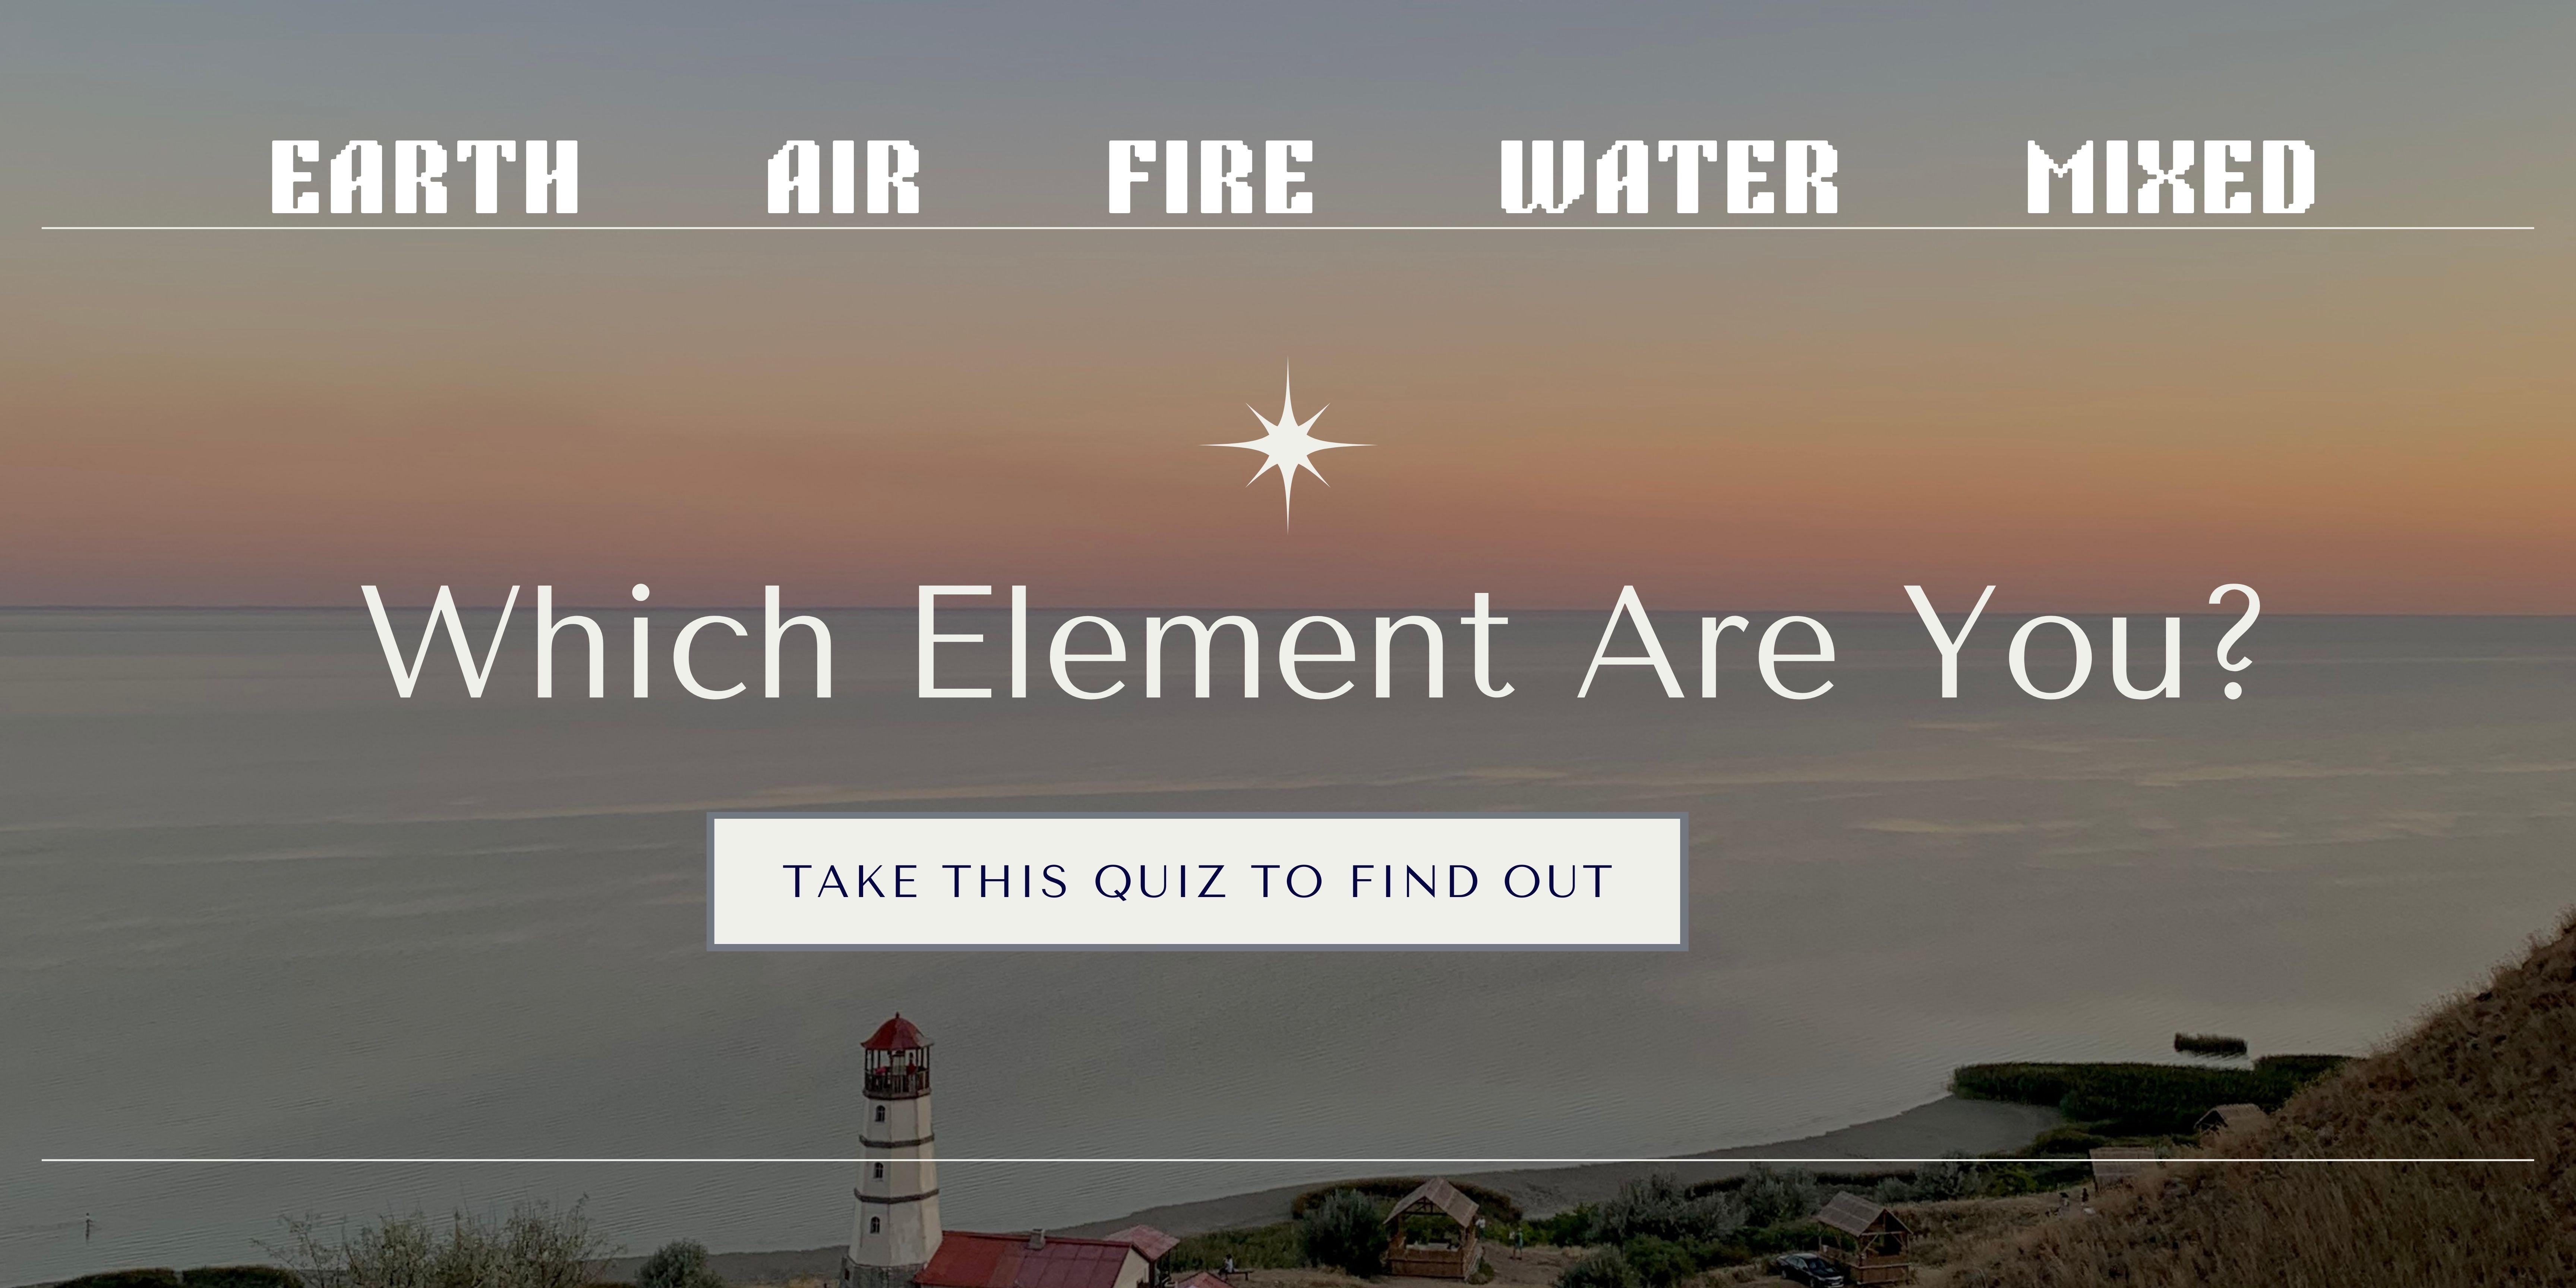 EARTH AIR FIRE WATER MIXED
Which Element Are You?
TAKE THIS QUIZ TO FIND OUT